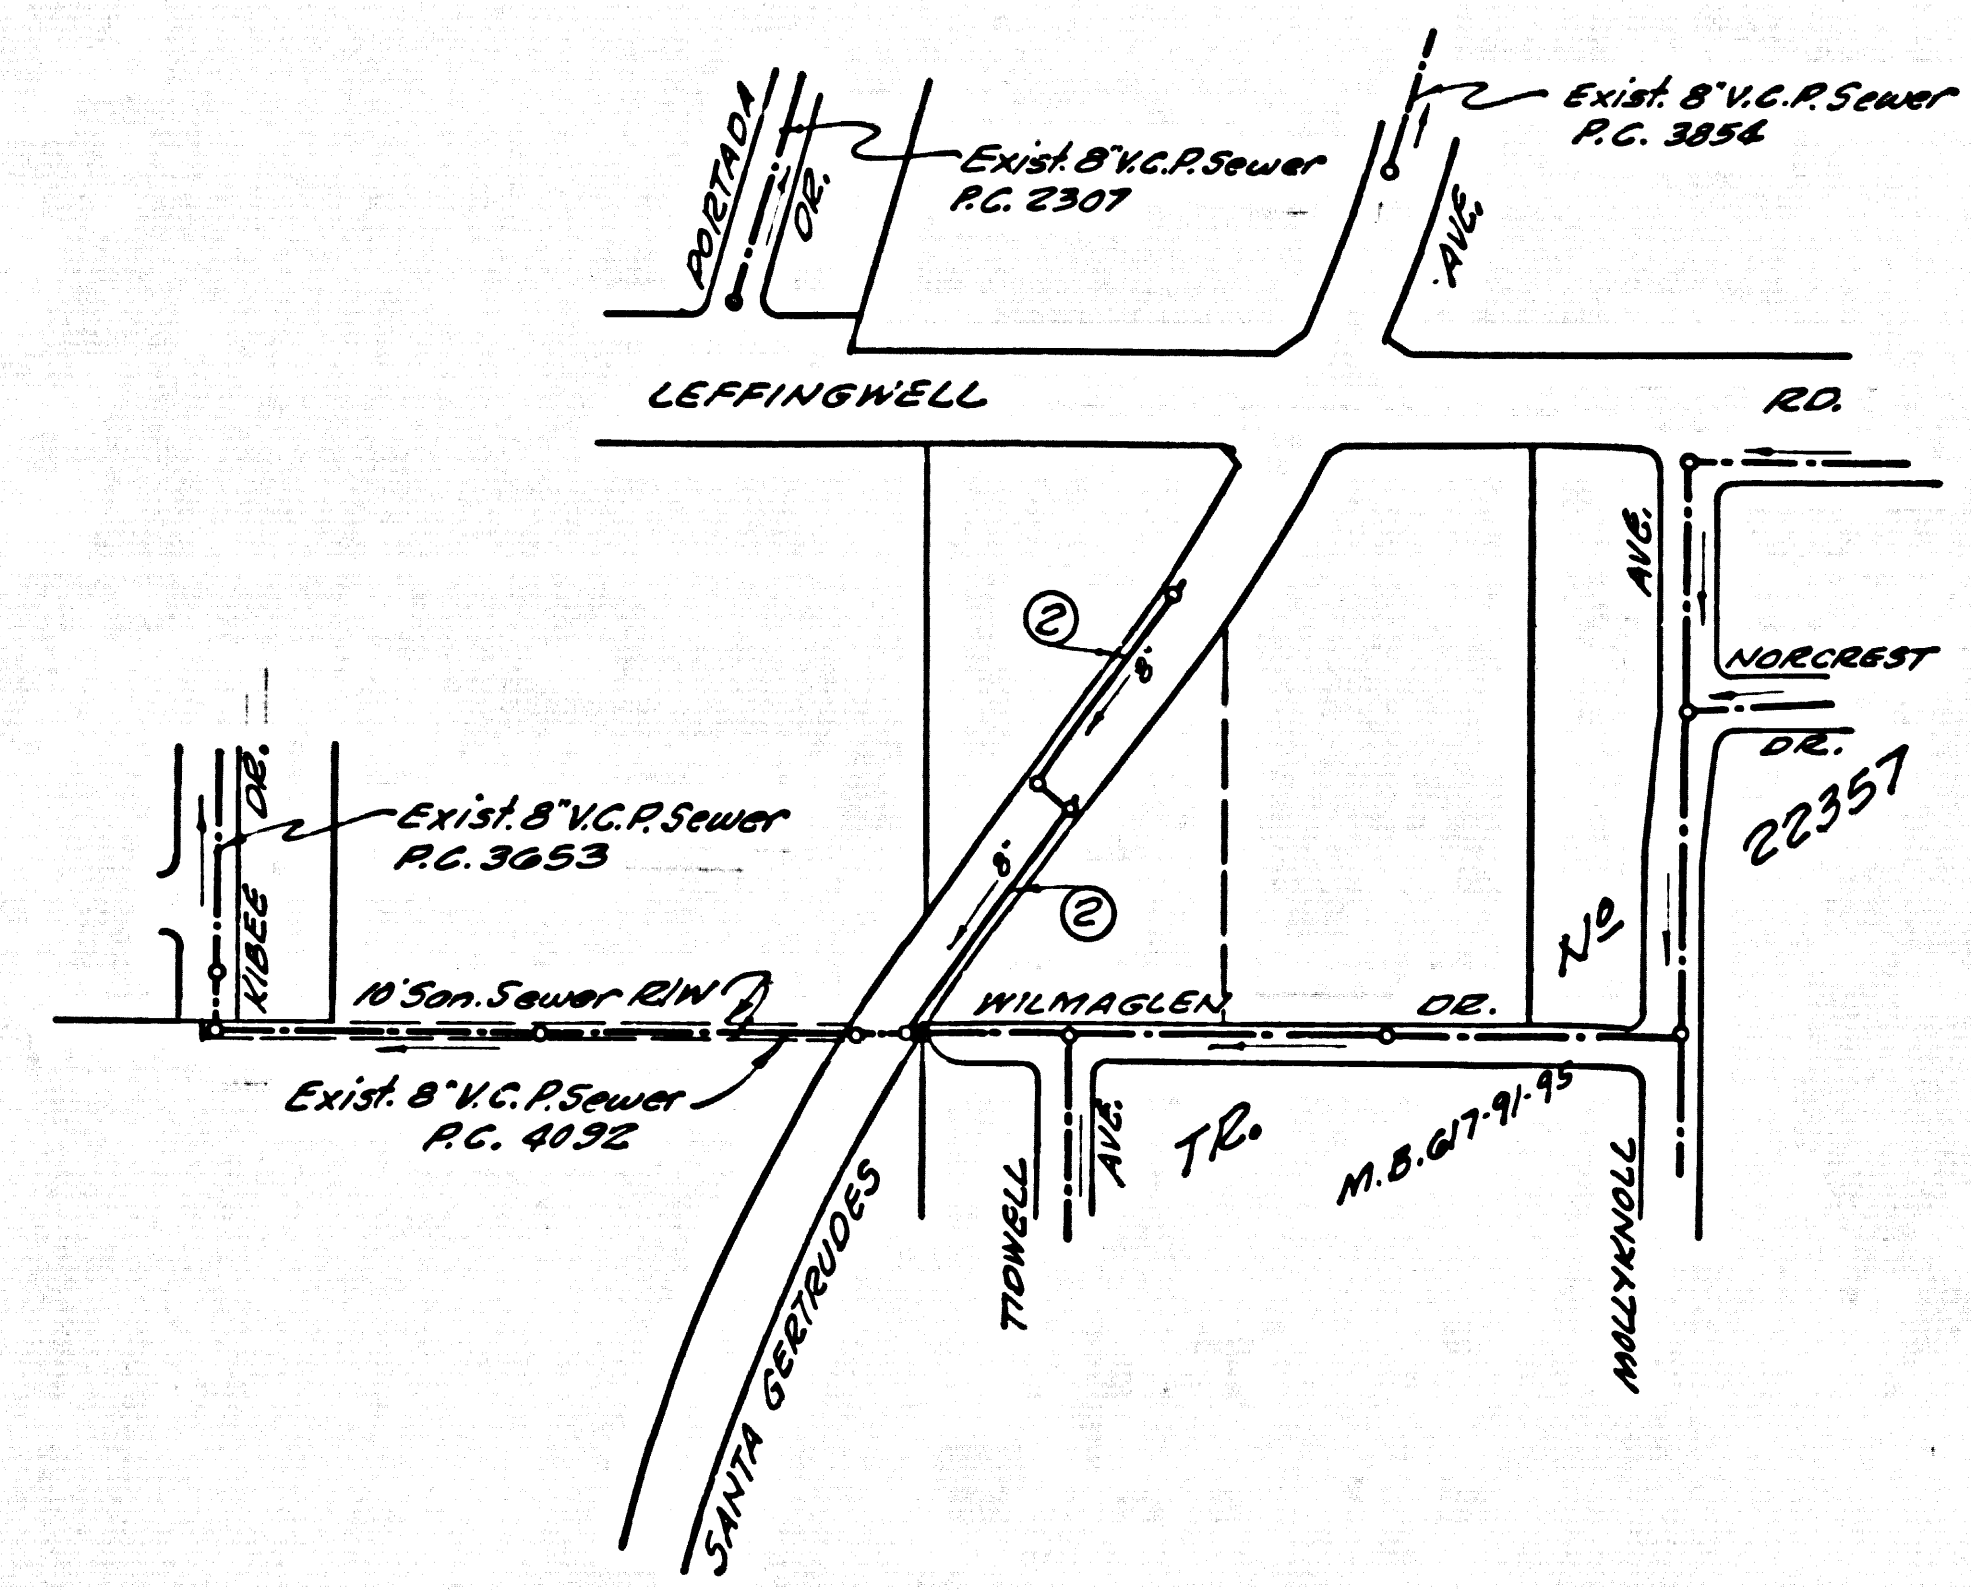 PORTADA
DR.
Exist. 8"V.C.P. Sewer
P.C. 2307
Exist. 8"V.C.P. Sewer
P.C. 3854
AVE.
LEFFINGWELL
RD.
AVE.
NORCREST
DR.
2
8"
8"
2
DR.
KIBEE
Exist. 8"V.C.P. Sewer
P.C. 3653
10' San. Sewer R/W
WILMAGLEN
DR.
Exist. 8"V.C.P. Sewer
P.C. 4092
TR.
No
22357
M.B. 617-91-95
TIDWELL
AVE.
MOLLYKNOLL
SANTA GERTRUDES